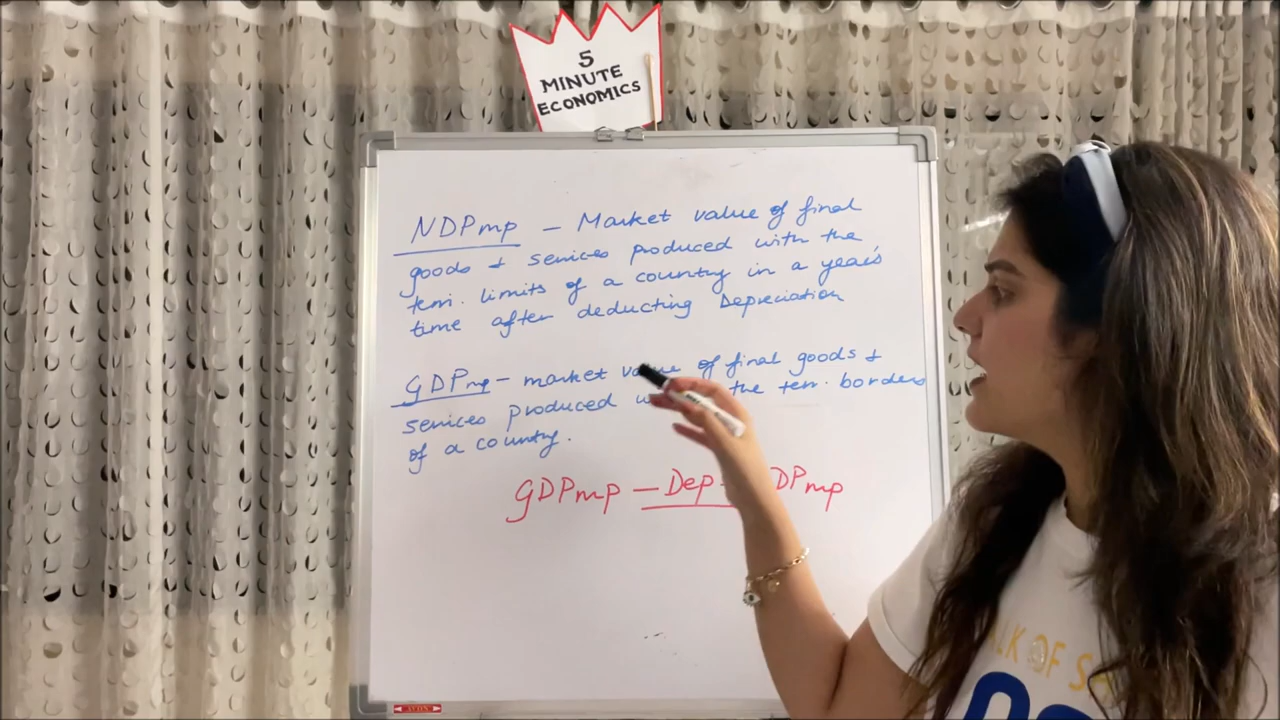 5
MINUTE
ECONOMICS
NDPmp - Market value of final
goods + services produced with the
terri. limits of a country in a year's
time after deducting Depreciation
GDPmp - market value of final goods +
services produced the terr. borders
of a country.
GDPmp - Dep DPmp
OF